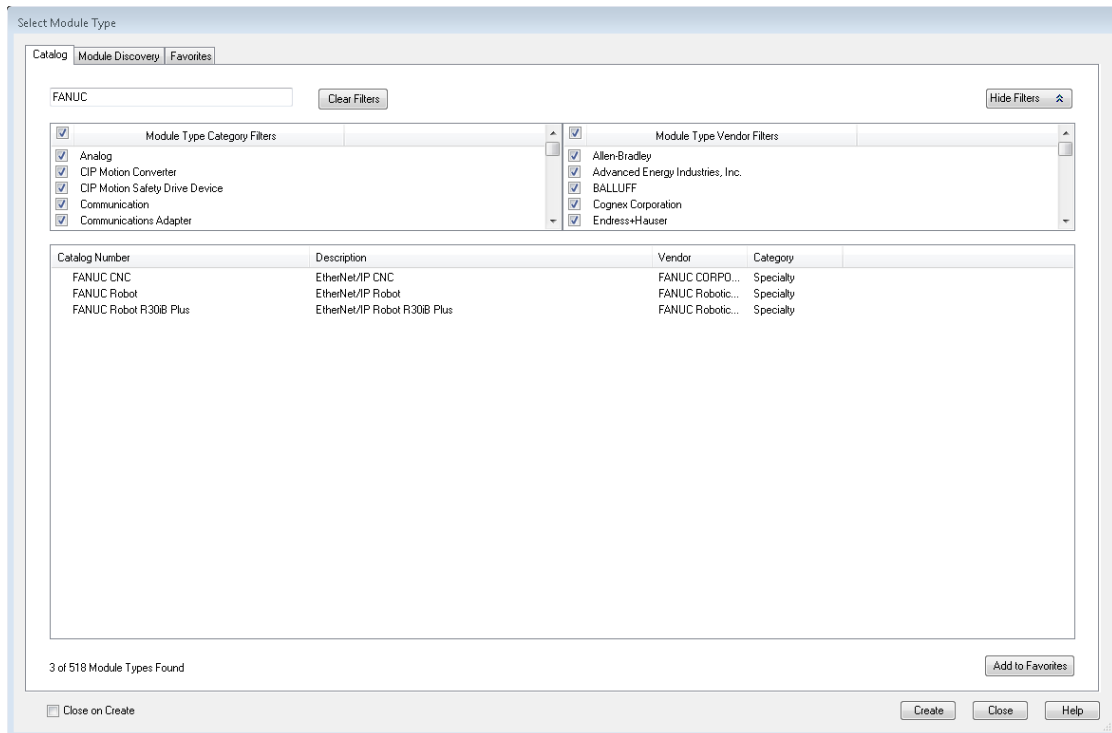 Select Module Type
Catalog Module Discovery Favorites
FANUC Clear Filters Hide Filters
Module Type Category Filters Module Type Vendor Filters
Analog Allen-Bradley
CIP Motion Converter Advanced Energy Industries, Inc.
CIP Motion Safety Drive Device BALLUFF
Communication Cognex Corporation
Communications Adapter Endress+Hauser
Catalog Number Description Vendor Category
FANUC CNC EtherNet/IP CNC FANUC CORPO... Specialty
FANUC Robot EtherNet/IP Robot FANUC Robotic... Specialty
FANUC Robot R30iB Plus EtherNet/IP Robot R30iB Plus FANUC Robotic... Specialty
3 of 518 Module Types Found Add to Favorites
Close on Create Create Close Help